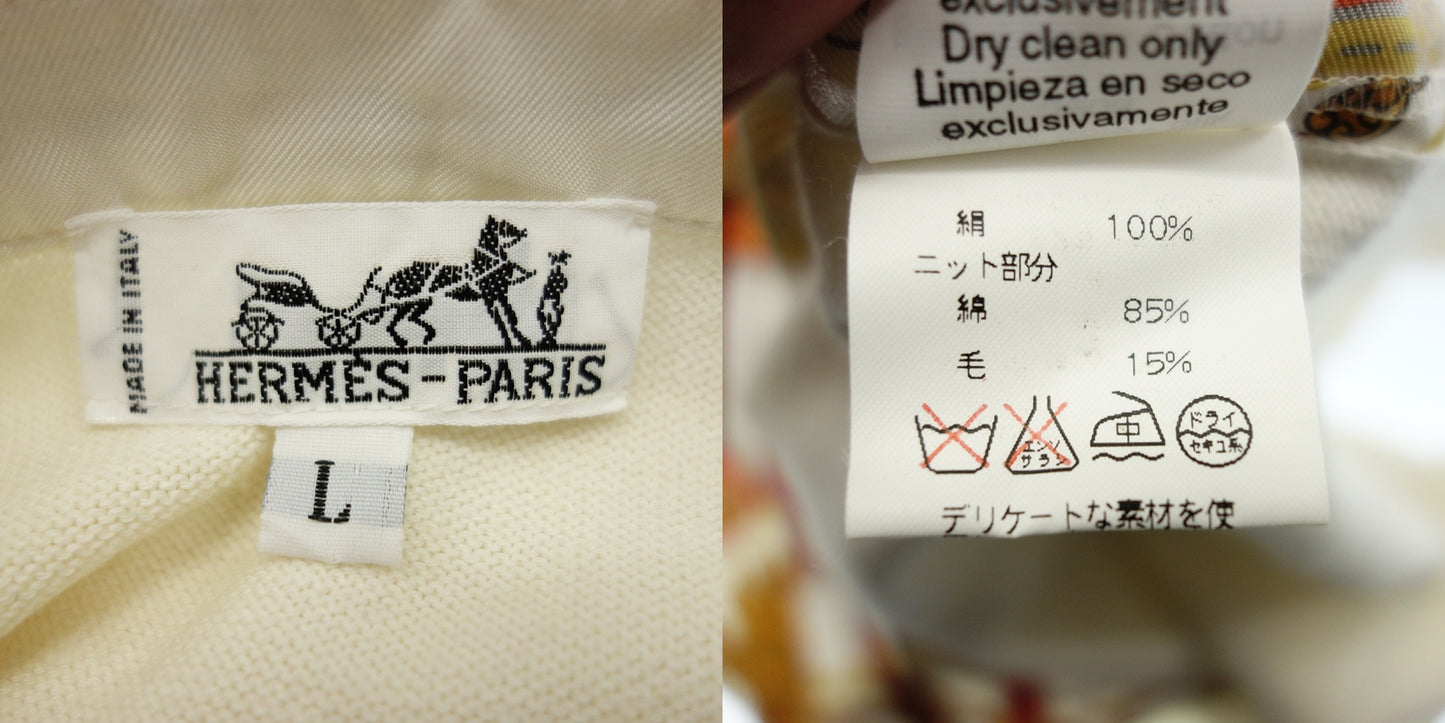 MADE IN ITALY
HERMÈS-PARIS
L
exclusivement
Dry clean only
Limpieza en seco
exclusivamente
絹 100%
ニット部分
綿 85%
毛 15%
エンソ
サラシ
中
ドライ
セキユ系
デリケートな素材を使